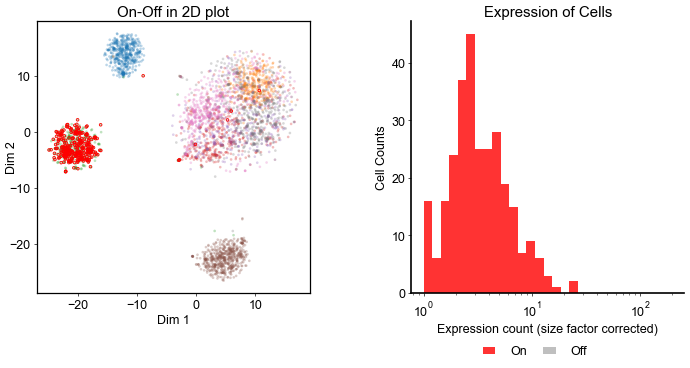 On-Off in 2D plot
Dim 2
10
0
−10
−20
−20
−10
0
10
Dim 1
Expression of Cells
Cell Counts
40
30
20
10
0
10^0
10^1
10^2
Expression count (size factor corrected)
On
Off